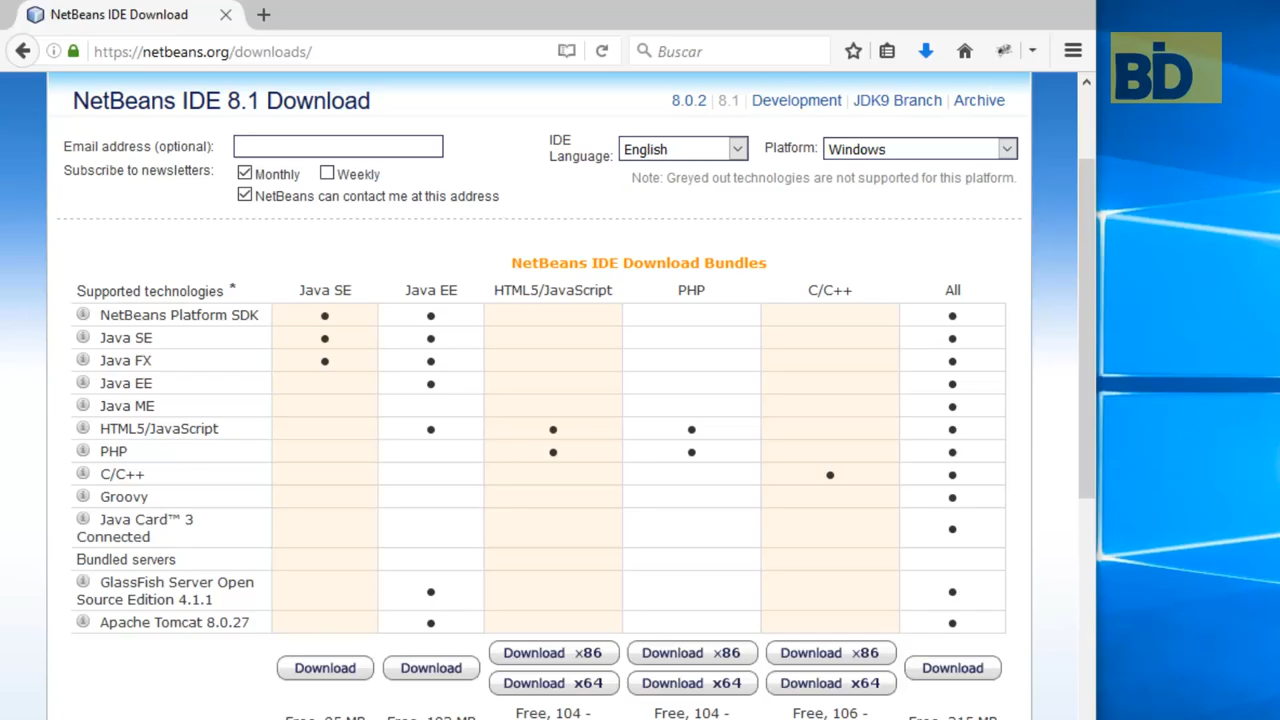 NetBeans IDE Download
https://netbeans.org/downloads/
Buscar
BID
NetBeans IDE 8.1 Download
8.0.2 | 8.1 | Development | JDK9 Branch | Archive
Email address (optional):
IDE Language: English
Platform: Windows
Subscribe to newsletters: Monthly Weekly
Note: Greyed out technologies are not supported for this platform.
NetBeans can contact me at this address
NetBeans IDE Download Bundles
Supported technologies * Java SE Java EE HTML5/JavaScript PHP C/C++ All
NetBeans Platform SDK
Java SE
Java FX
Java EE
Java ME
HTML5/JavaScript
PHP
C/C++
Groovy
Java Card™ 3
Connected
Bundled servers
GlassFish Server Open
Source Edition 4.1.1
Apache Tomcat 8.0.27
Download Download Download x86 Download x86 Download x86 Download
Download x64 Download x64 Download x64
Free, 104 - Free, 104 - Free, 106 -